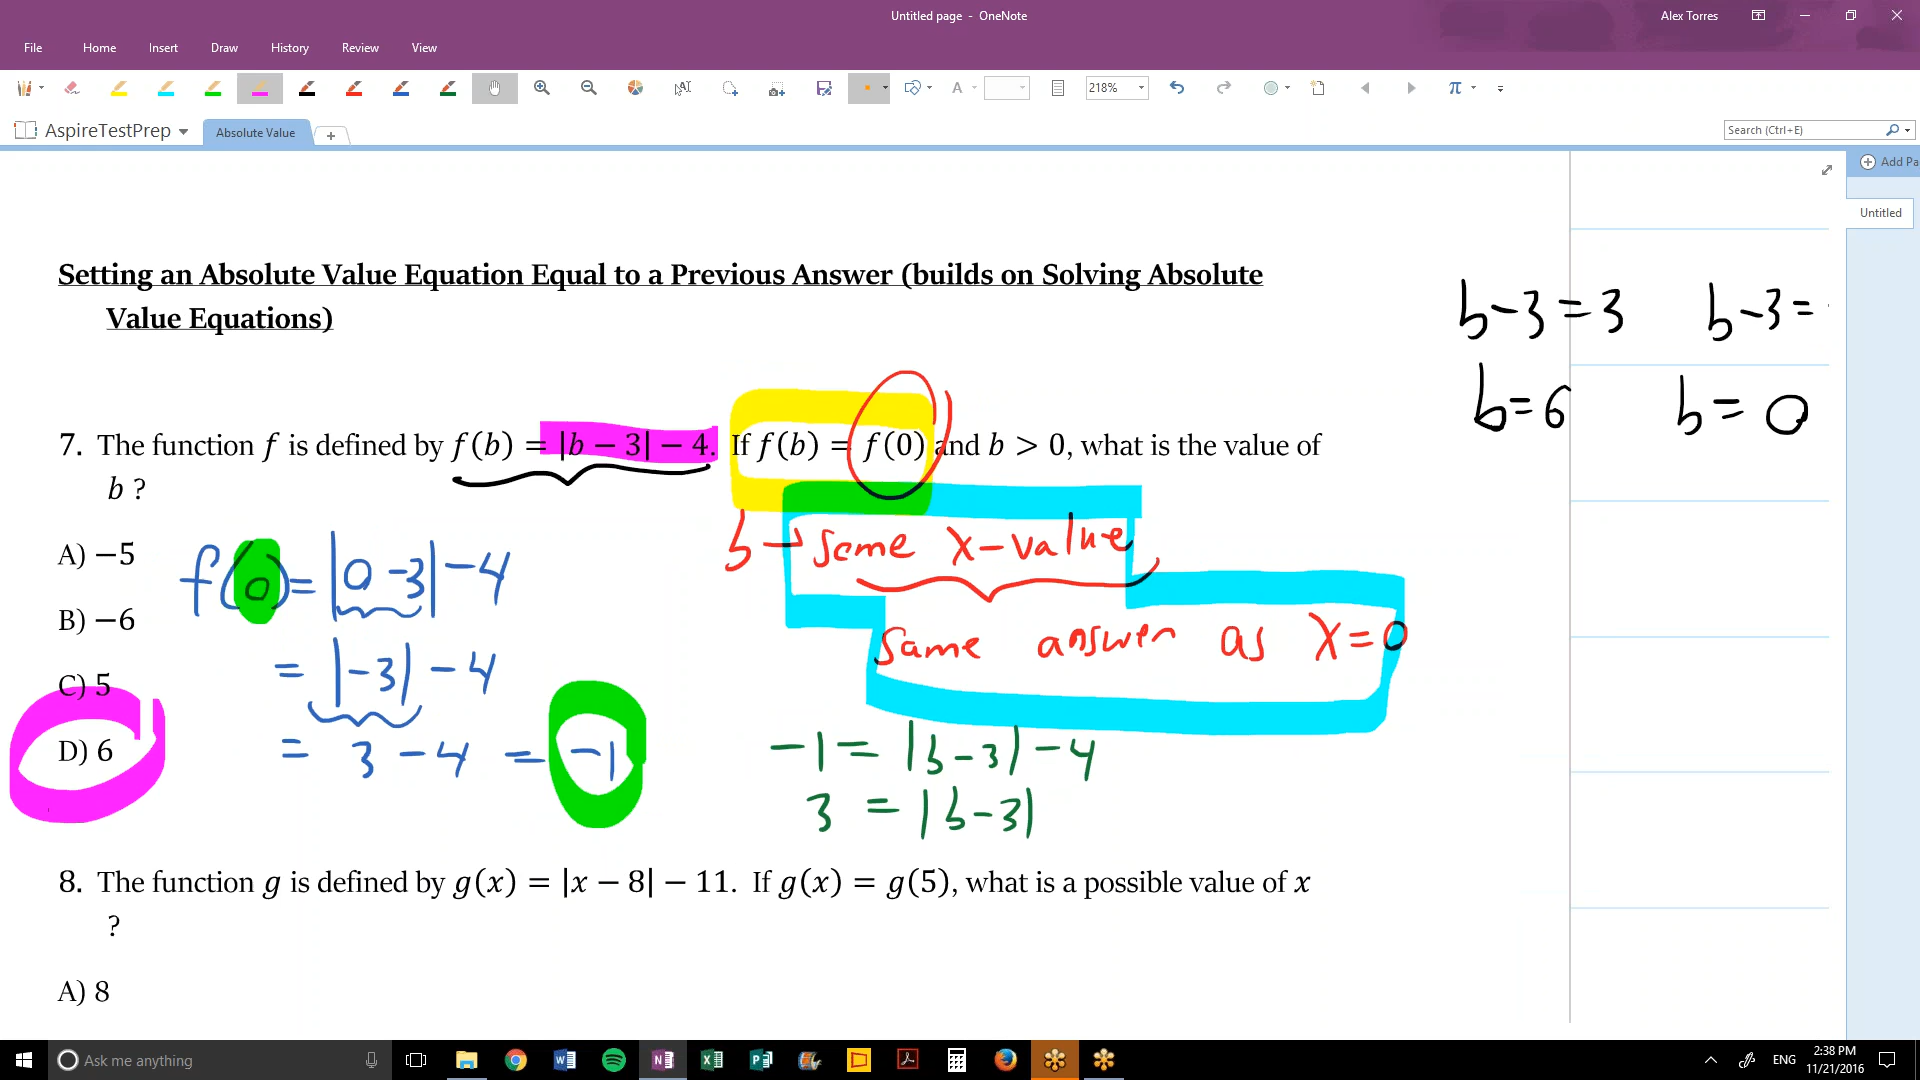 Untitled page - OneNote
Alex Torres
File Home Insert Draw History Review View
218%
AspireTestPrep
Absolute Value
Search (Ctrl+E)
Add Pa
Untitled
Setting an Absolute Value Equation Equal to a Previous Answer (builds on Solving Absolute
Value Equations)
b-3=3 b-3=
b=6 b=0
7. The function f is defined by f(b) = |b − 3| − 4. If f(b) = f(0) and b > 0, what is the value of
b ?
A) −5
B) −6
C) 5
D) 6
f(0)=|0-3|-4
= |-3|-4
= 3-4 = -1
b→ same x-value
same answer as x=0
-1=|b-3|-4
3 = |b-3|
8. The function g is defined by g(x) = |x − 8| − 11. If g(x) = g(5), what is a possible value of x
?
A) 8
Ask me anything
ENG
2:38 PM
11/21/2016